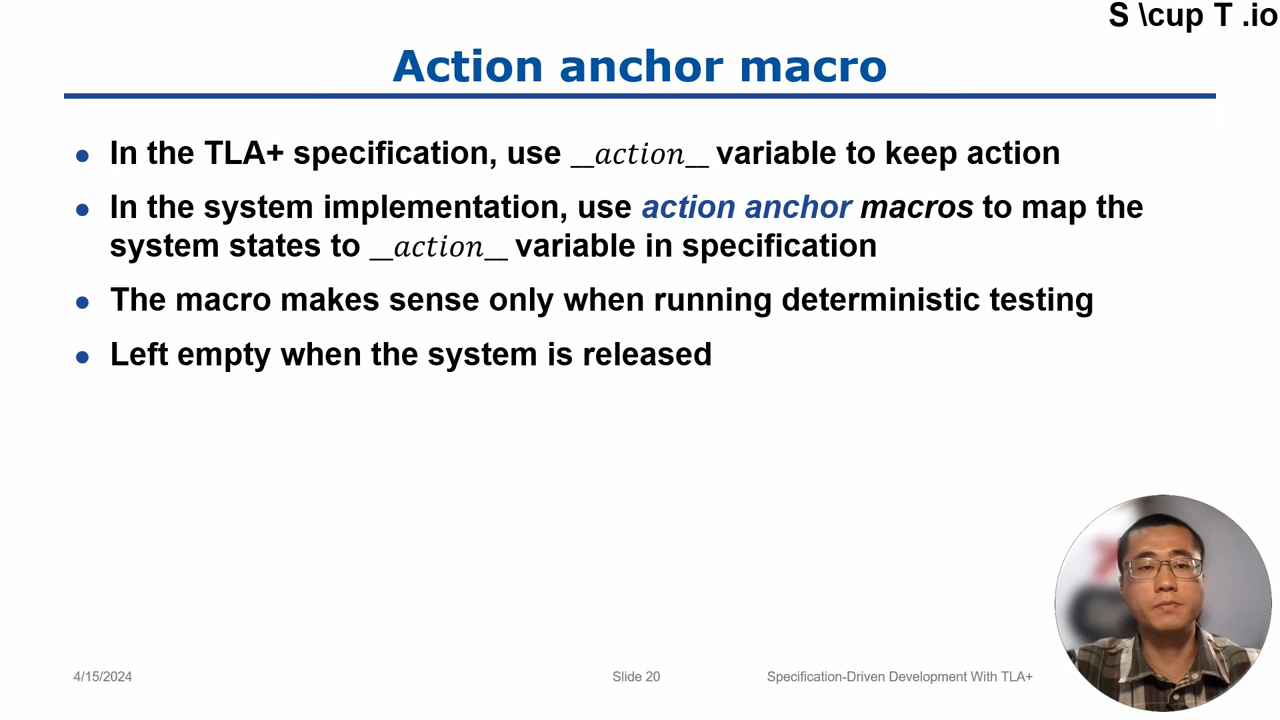 S \cup T .io
Action anchor macro
• In the TLA+ specification, use __action__ variable to keep action
• In the system implementation, use action anchor macros to map the
system states to __action__ variable in specification
• The macro makes sense only when running deterministic testing
• Left empty when the system is released
4/15/2024
Slide 20
Specification-Driven Development With TLA+